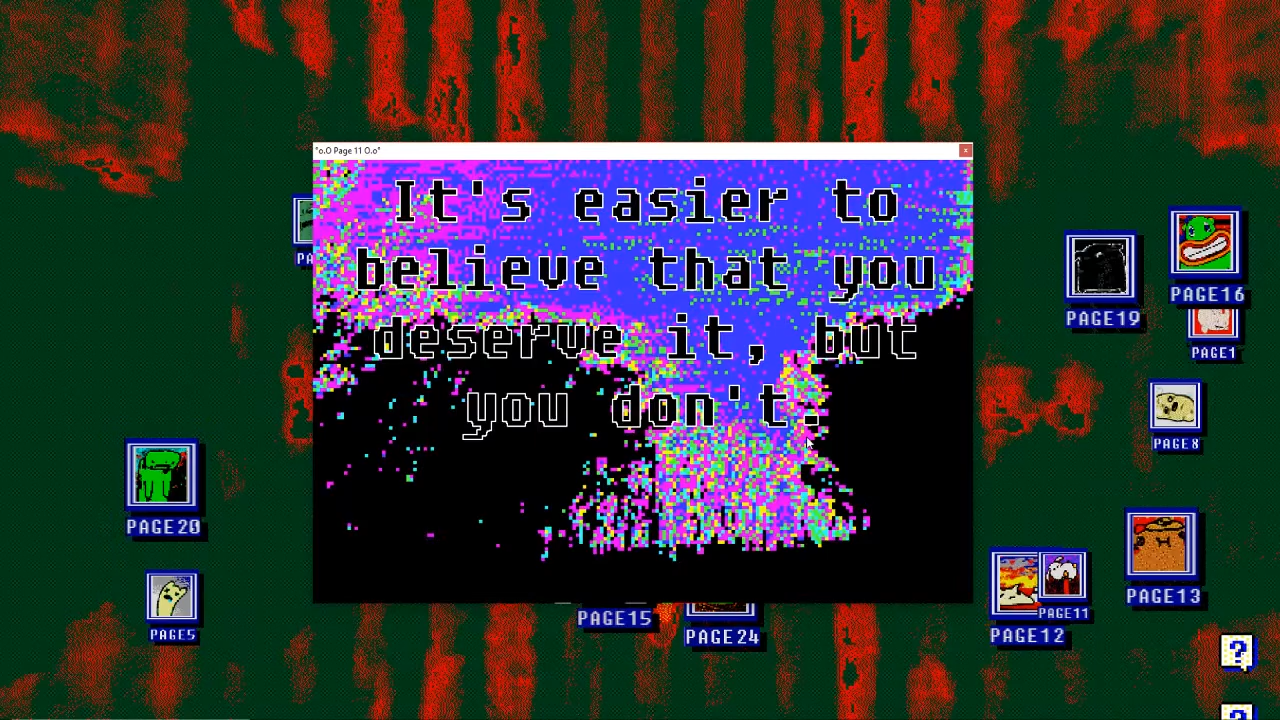 "o.O Page 11 O.o"
x
It's easier to
believe that you
deserve it, but
you don't.
PAGE16
PAGE19
PAGE1
PAGE8
PAGE20
PAGE13
PAGE11
PAGE15
PAGE12
PAGE5
PAGE24
?
?